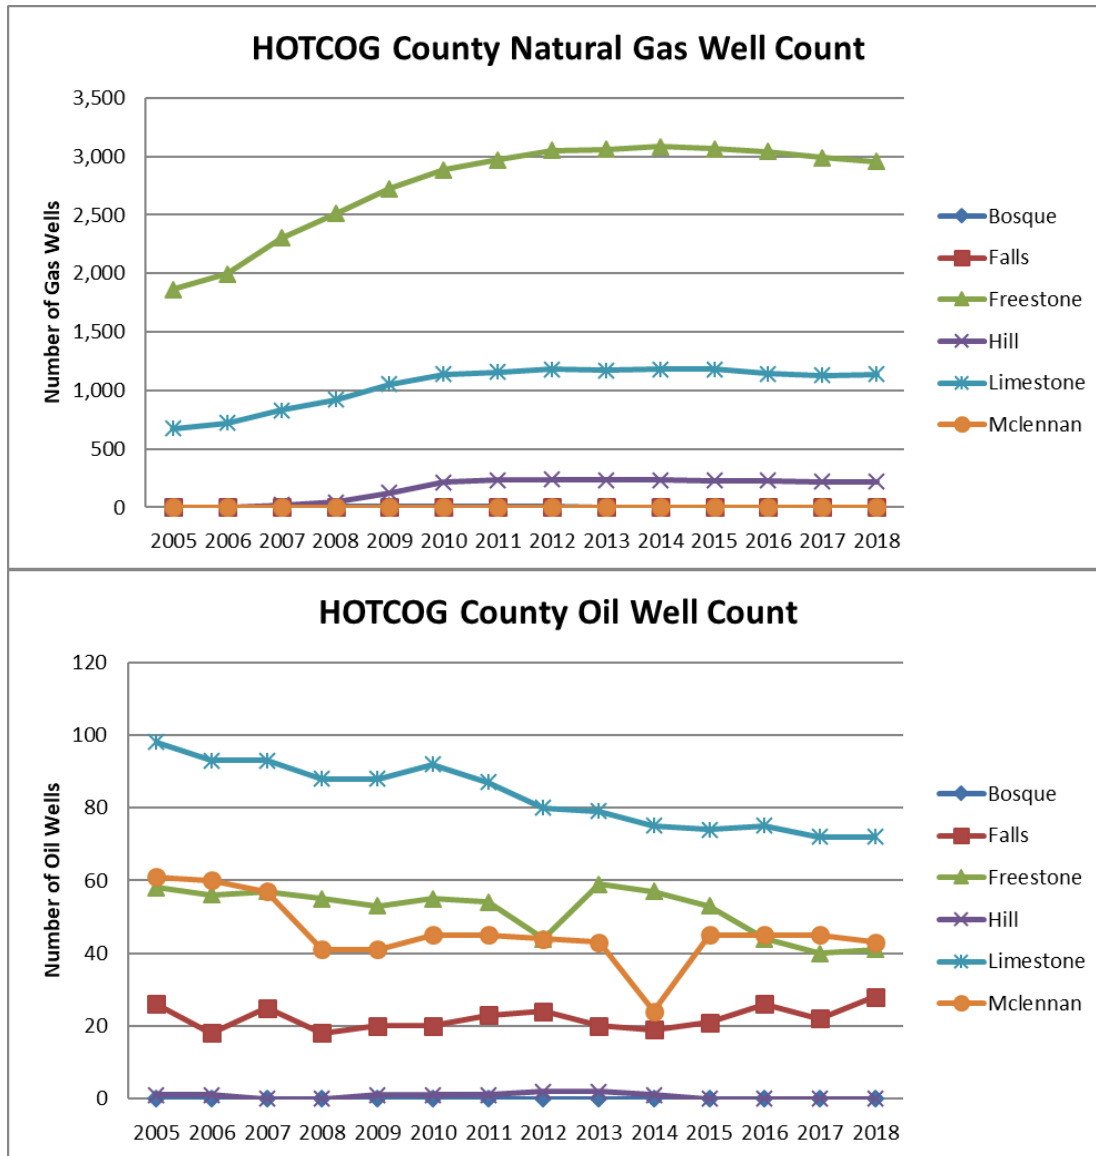 HOTCOG County Natural Gas Well Count
Number of Gas Wells
3,500
3,000
2,500
2,000
1,500
1,000
500
0
2005 2006 2007 2008 2009 2010 2011 2012 2013 2014 2015 2016 2017 2018
Bosque
Falls
Freestone
Hill
Limestone
Mclennan
HOTCOG County Oil Well Count
Number of Oil Wells
120
100
80
60
40
20
0
2005 2006 2007 2008 2009 2010 2011 2012 2013 2014 2015 2016 2017 2018
Bosque
Falls
Freestone
Hill
Limestone
Mclennan